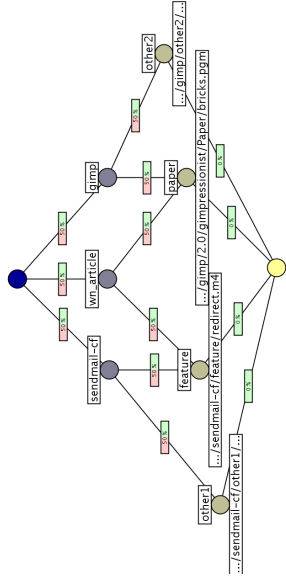 50 %
50 %
50 %
sendmail-cf
wn_article
gimp
50 %
50 %
50 %
50 %
50 %
50 %
other1
feature
paper
other2
.../sendmail-cf/other1/...
.../sendmail-cf/feature/redirect.m4
.../gimp/2.0/gimpressionist/Paper/bricks.pgm
.../gimp/other2/...
0 %
0 %
0 %
0 %